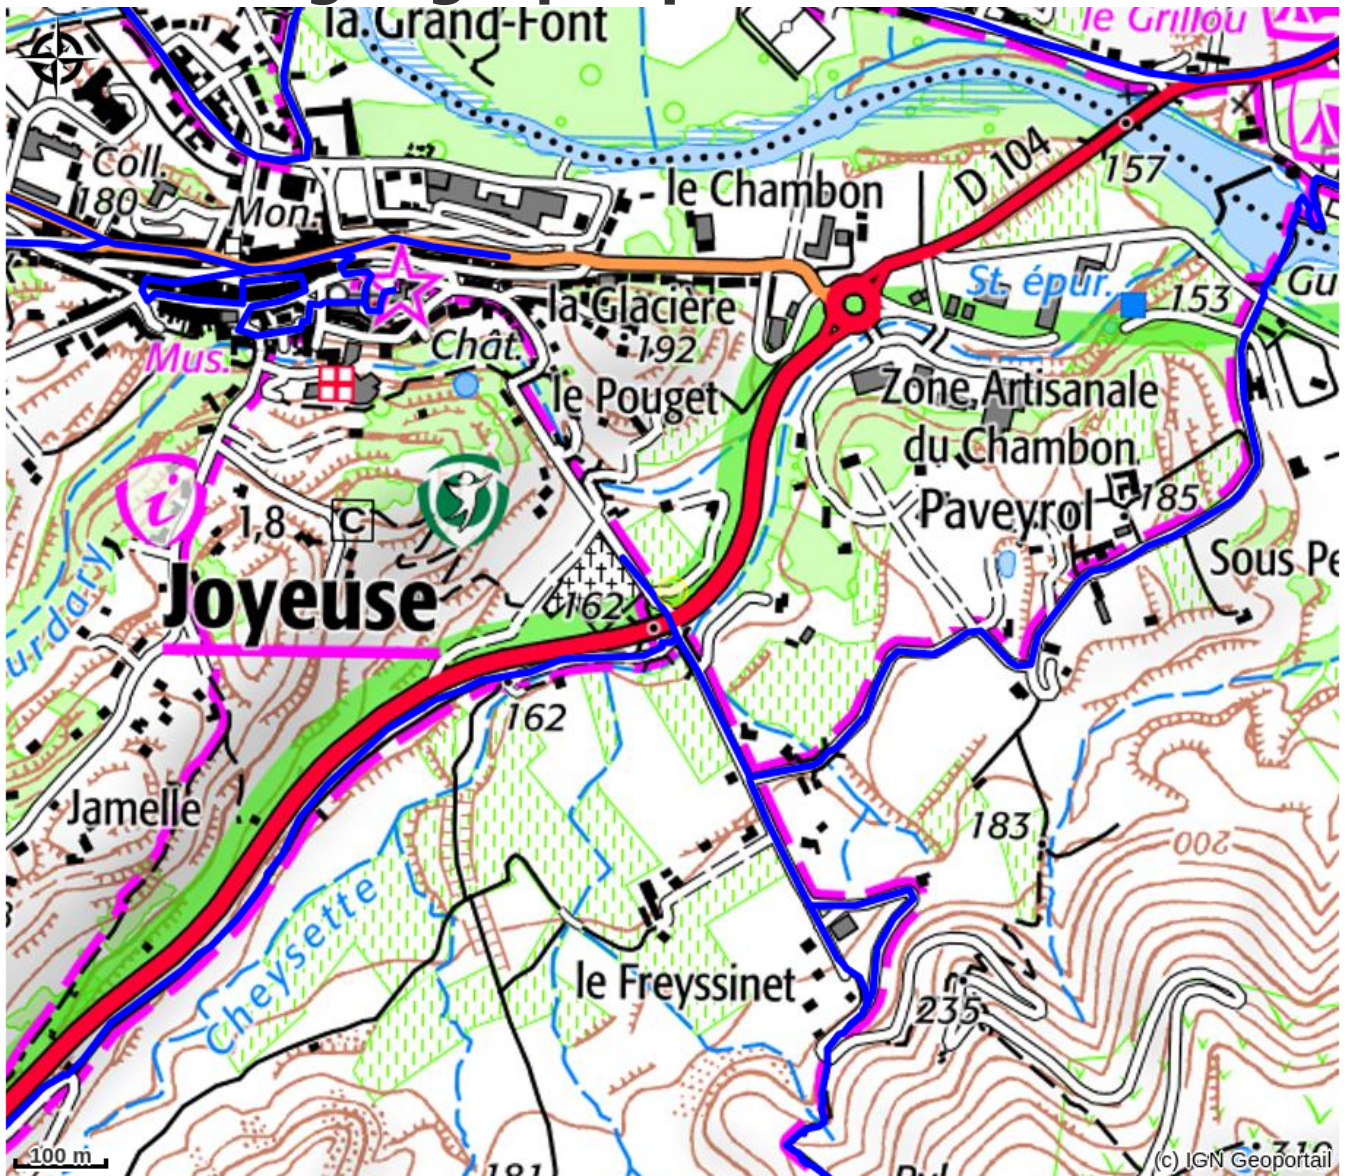 la Grand-Font
le Grillou
Coll.
180
Mon.
le Chambon
D 104
157
St. épur.
153
Gu
la Glacière
192
Mus.
Chât.
le Pouget
Zone Artisanale
du Chambon
Paveyrol
185
Sous Pe
i
1,8
C
Joyeuse
162
urdary
162
Jamelle
183
200
Cheysette
le Freyssinet
235
181
100 m
(c) IGN Geoportail